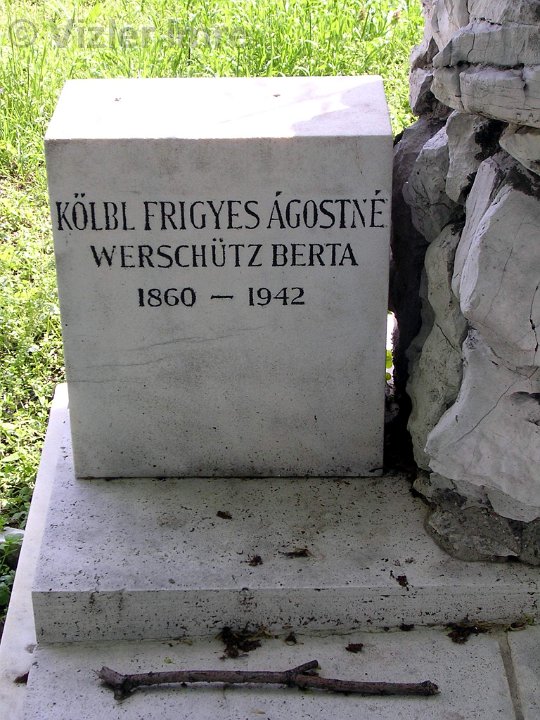 © Vizler Imre
KÖLBL FRIGYES ÁGOSTNÉ
WERSCHÜTZ BERTA
1860 – 1942